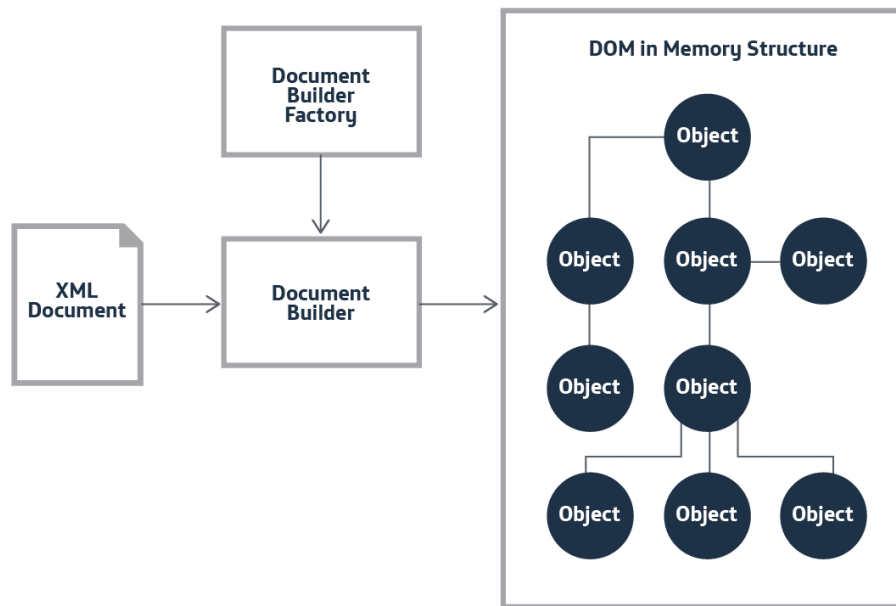 DOM in Memory Structure
Document
Builder
Factory
XML
Document
Document
Builder
Object
Object
Object
Object
Object
Object
Object
Object
Object